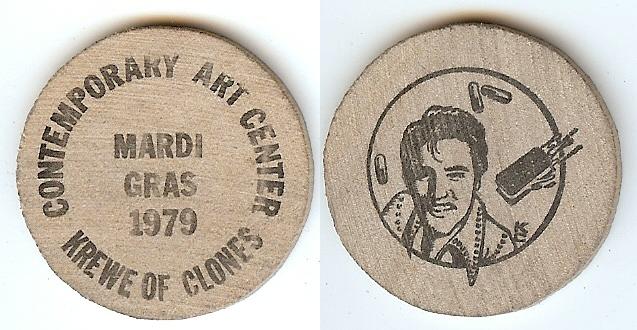 CONTEMPORARY ART CENTER
MARDI
GRAS
1979
KREWE OF CLONES